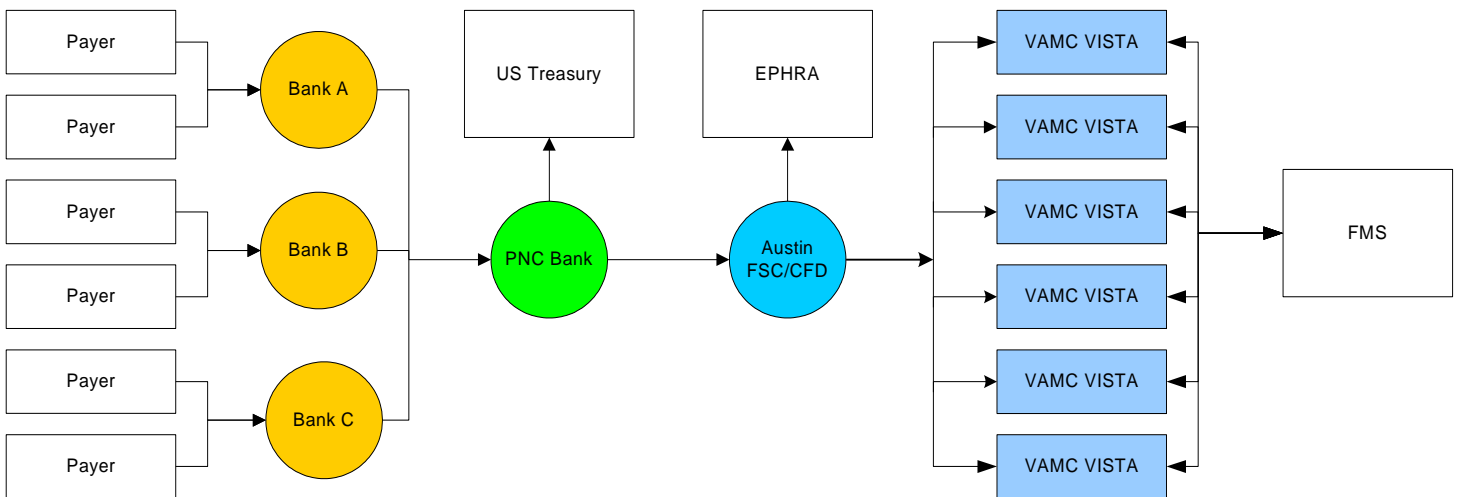 Payer
Payer
Payer
Payer
Payer
Payer
Bank A
Bank B
Bank C
US Treasury
PNC Bank
EPHRA
Austin
FSC/CFD
VAMC VISTA
VAMC VISTA
VAMC VISTA
VAMC VISTA
VAMC VISTA
VAMC VISTA
FMS